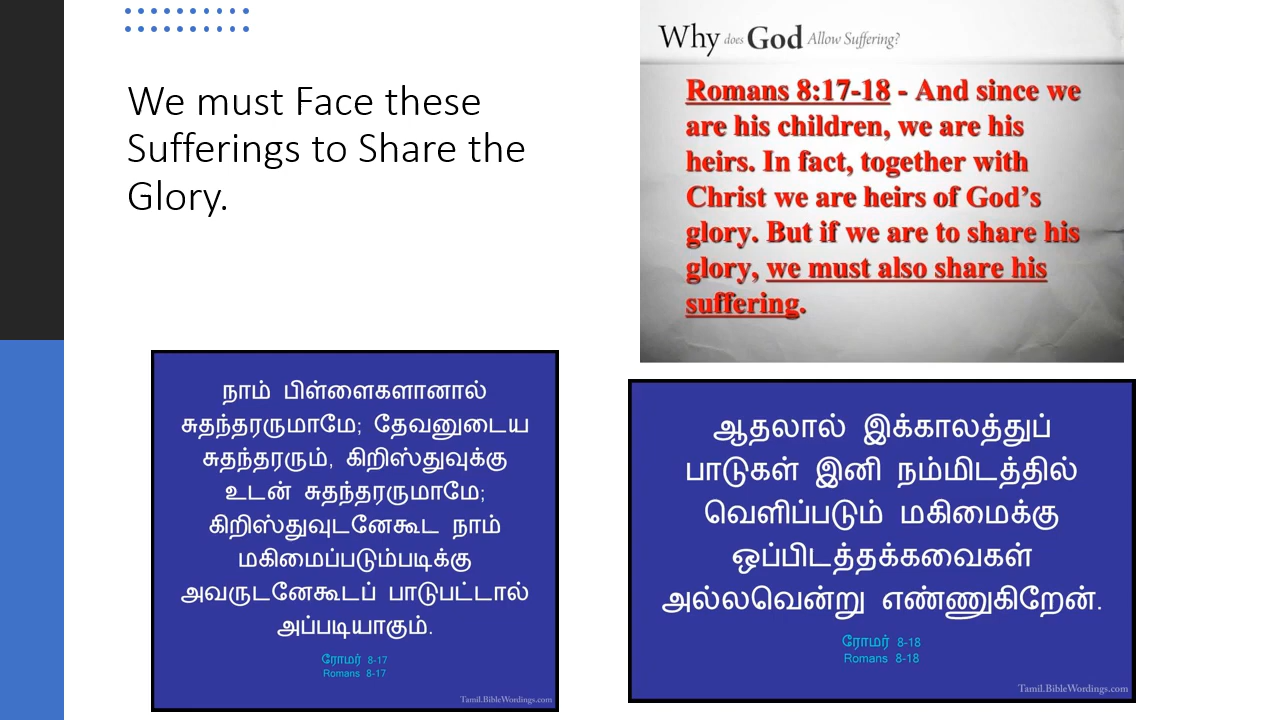 We must Face these
Sufferings to Share the
Glory.
Why does God Allow Suffering?
Romans 8:17-18 - And since we
are his children, we are his
heirs. In fact, together with
Christ we are heirs of God’s
glory. But if we are to share his
glory, we must also share his
suffering.
நாம் பிள்ளைகளானால்
சுதந்தரருமாமே; தேவனுடைய
சுதந்தரரும், கிறிஸ்துவுக்கு
உடன் சுதந்தரருமாமே;
கிறிஸ்துவுடனேகூட நாம்
மகிமைப்படும்படிக்கு
அவருடனேகூடப் பாடுபட்டால்
அப்படியாகும்.
ரோமர் 8-17
Romans 8-17
Tamil.BibleWordings.com
ஆதலால் இக்காலத்துப்
பாடுகள் இனி நம்மிடத்தில்
வெளிப்படும் மகிமைக்கு
ஒப்பிடத்தக்கவைகள்
அல்லவென்று எண்ணுகிறேன்.
ரோமர் 8-18
Romans 8-18
Tamil.BibleWordings.com